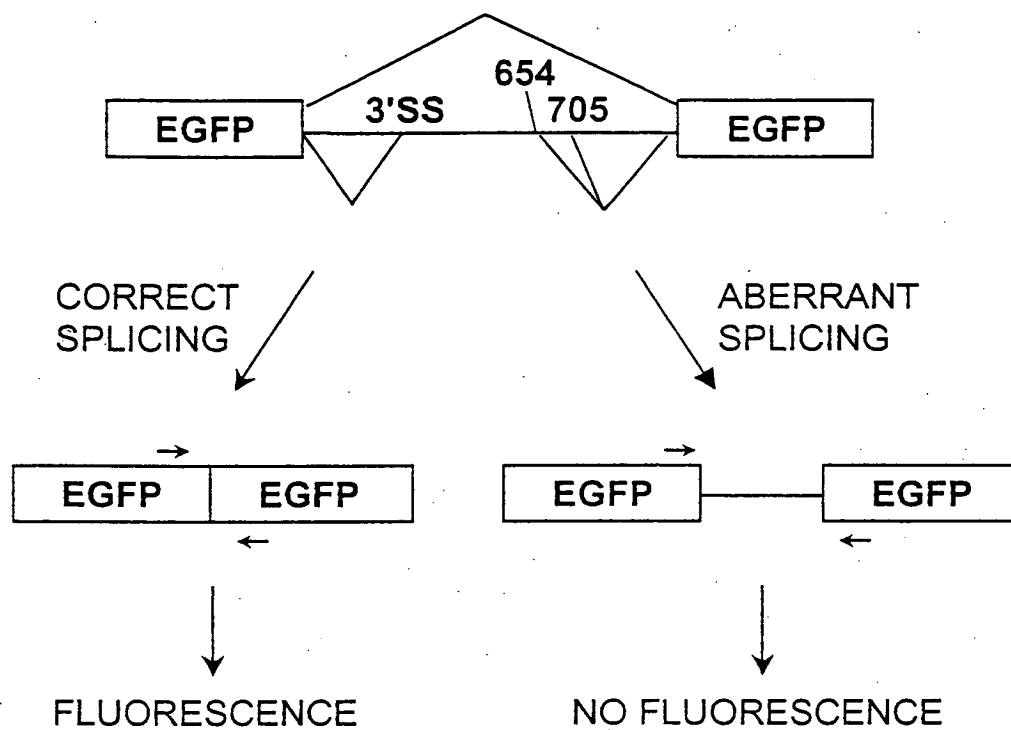 654
3'SS
705
EGFP
EGFP
CORRECT
SPLICING
ABERRANT
SPLICING
EGFP
EGFP
EGFP
EGFP
FLUORESCENCE
NO FLUORESCENCE